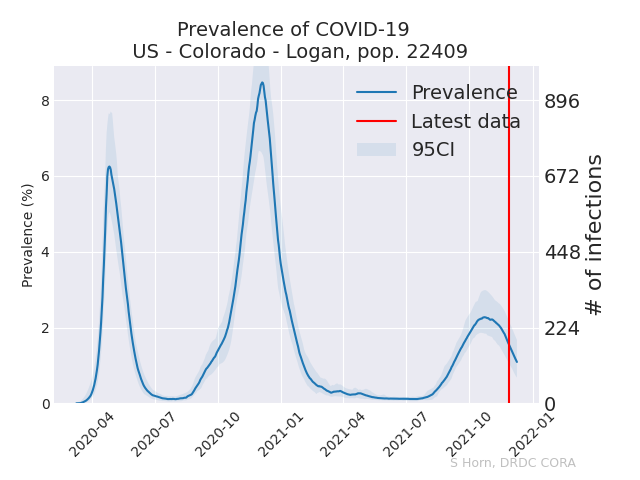 Prevalence of COVID-19
US - Colorado - Logan, pop. 22409
Prevalence
Latest data
95CI
8
6
4
2
0
Prevalence (%)
896
672
448
224
0
# of infections
2020-04
2020-07
2020-10
2021-01
2021-04
2021-07
2021-10
2022-01
S Horn, DRDC CORA